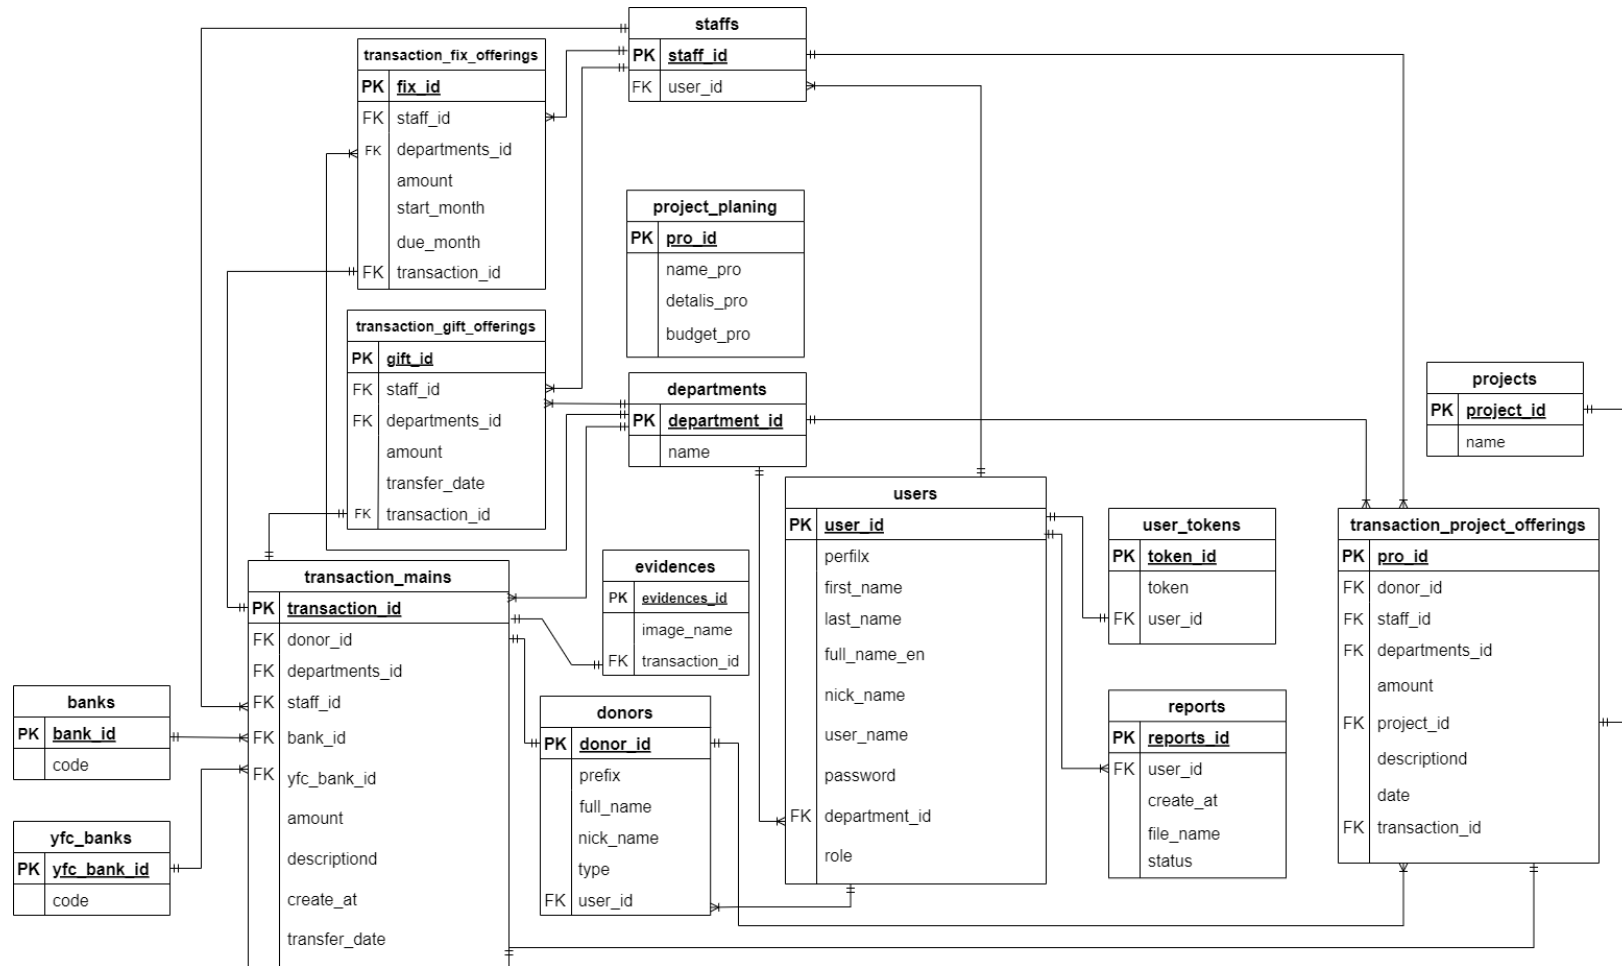 staffs
PK staff_id
FK user_id
transaction_fix_offerings
PK fix_id
FK staff_id
FK departments_id
amount
start_month
due_month
FK transaction_id
project_planing
PK pro_id
name_pro
detalis_pro
budget_pro
transaction_gift_offerings
PK gift_id
FK staff_id
FK departments_id
amount
transfer_date
FK transaction_id
departments
PK department_id
name
projects
PK project_id
name
users
PK user_id
perfilx
first_name
last_name
full_name_en
nick_name
user_name
password
FK department_id
role
user_tokens
PK token_id
token
FK user_id
transaction_project_offerings
PK pro_id
FK donor_id
FK staff_id
FK departments_id
amount
FK project_id
descriptiond
date
FK transaction_id
transaction_mains
PK transaction_id
FK donor_id
FK departments_id
FK staff_id
FK bank_id
FK yfc_bank_id
amount
descriptiond
create_at
transfer_date
evidences
PK evidences_id
image_name
FK transaction_id
banks
PK bank_id
code
donors
PK donor_id
prefix
full_name
nick_name
type
FK user_id
reports
PK reports_id
FK user_id
create_at
file_name
status
yfc_banks
PK yfc_bank_id
code